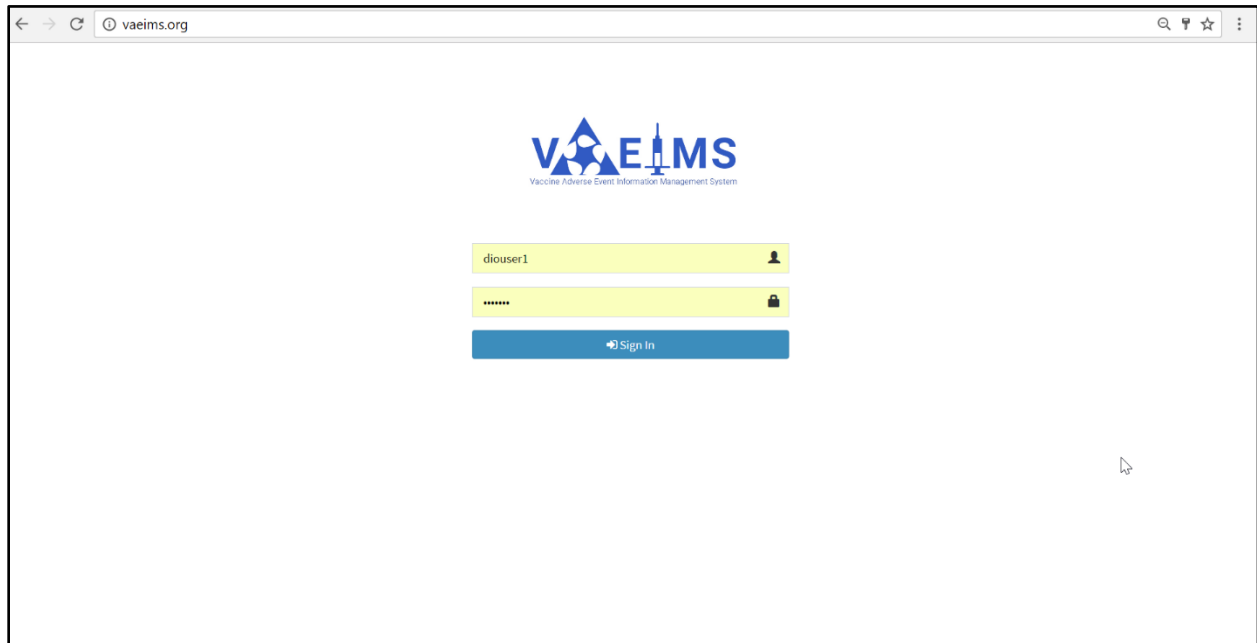 vaeims.org
VAEIMS
Vaccine Adverse Event Information Management System
diouser1
•••••••
Sign In